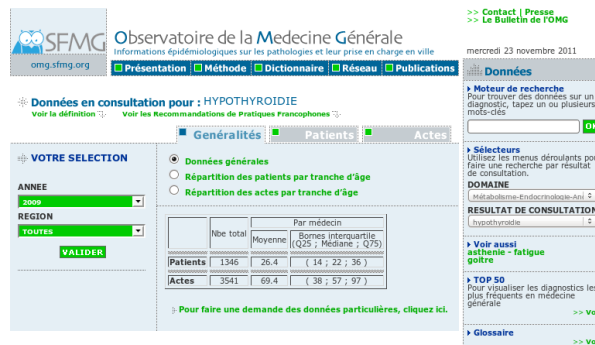 >> Contact | Presse
>> Le Bulletin de l'OMG
SFMG
omg.sfmg.org
Observatoire de la Medecine Générale
Informations épidémiologiques sur les pathologies et leur prise en charge en ville
mercredi 23 novembre 2011
Présentation Méthode Dictionnaire Réseau Publications
Données en consultation pour : HYPOTHYROIDIE
Voir la définition Voir les Recommandations de Pratiques Francophones
Généralités Patients Actes
VOTRE SELECTION
ANNEE
2009
REGION
TOUTES
VALIDER
Données générales
Répartition des patients par tranche d'âge
Répartition des actes par tranche d'âge
Nbe total Par médecin
Moyenne Bornes interquartile
(Q25 ; Médiane ; Q75)
Patients 1346 26.4 ( 14 ; 22 ; 36 )
Actes 3541 69.4 ( 38 ; 57 ; 97 )
Pour faire une demande des données particulières, cliquez ici.
Données
Moteur de recherche
Pour trouver des données sur un
diagnostic, tapez un ou plusieurs
mots-clés
OK
Sélecteurs
Utilisez les menus déroulants pou
faire une recherche par résultat
de consultation.
DOMAINE
Métabolisme-Endocrinologie-Ani
RESULTAT DE CONSULTATION
hypothyroidie
Voir aussi
asthenie - fatigue
goitre
TOP 50
Pour visualiser les diagnostics les
plus fréquents en médecine
générale
>> Vo
Glossaire
>> Vo